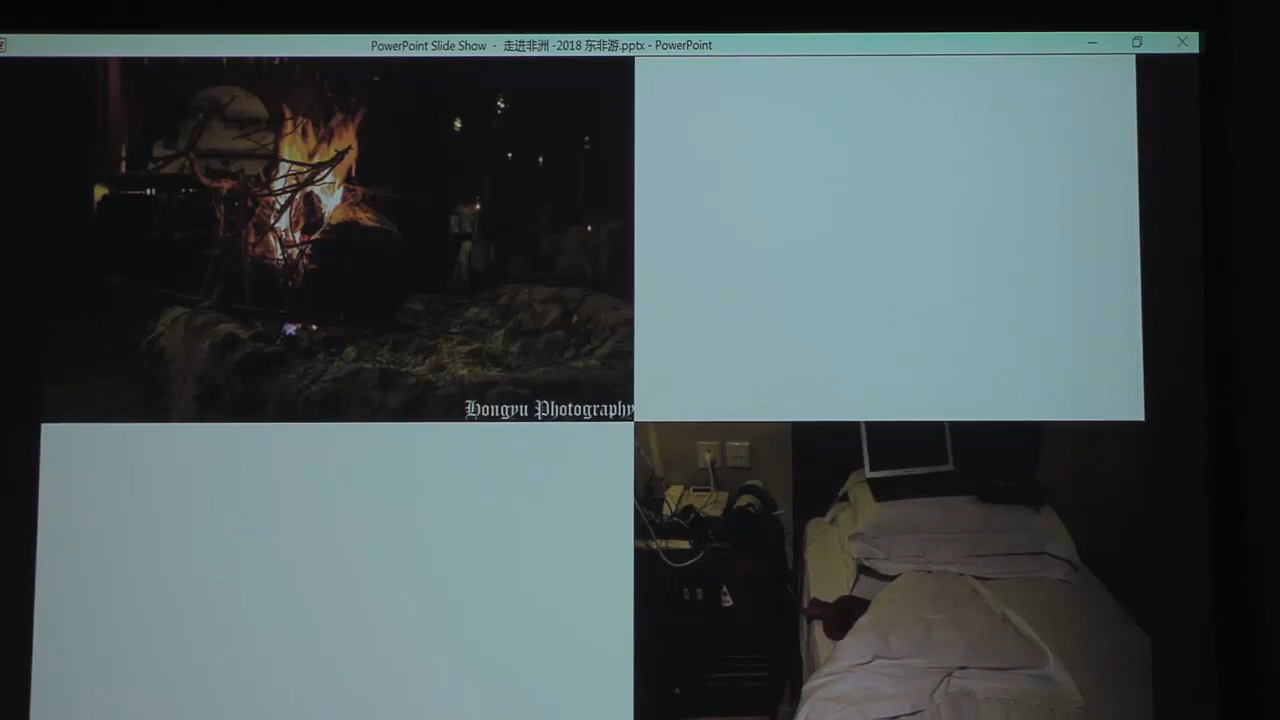 PowerPoint Slide Show - 走进非洲 -2018 东非游.pptx - PowerPoint
Hongyu Photography